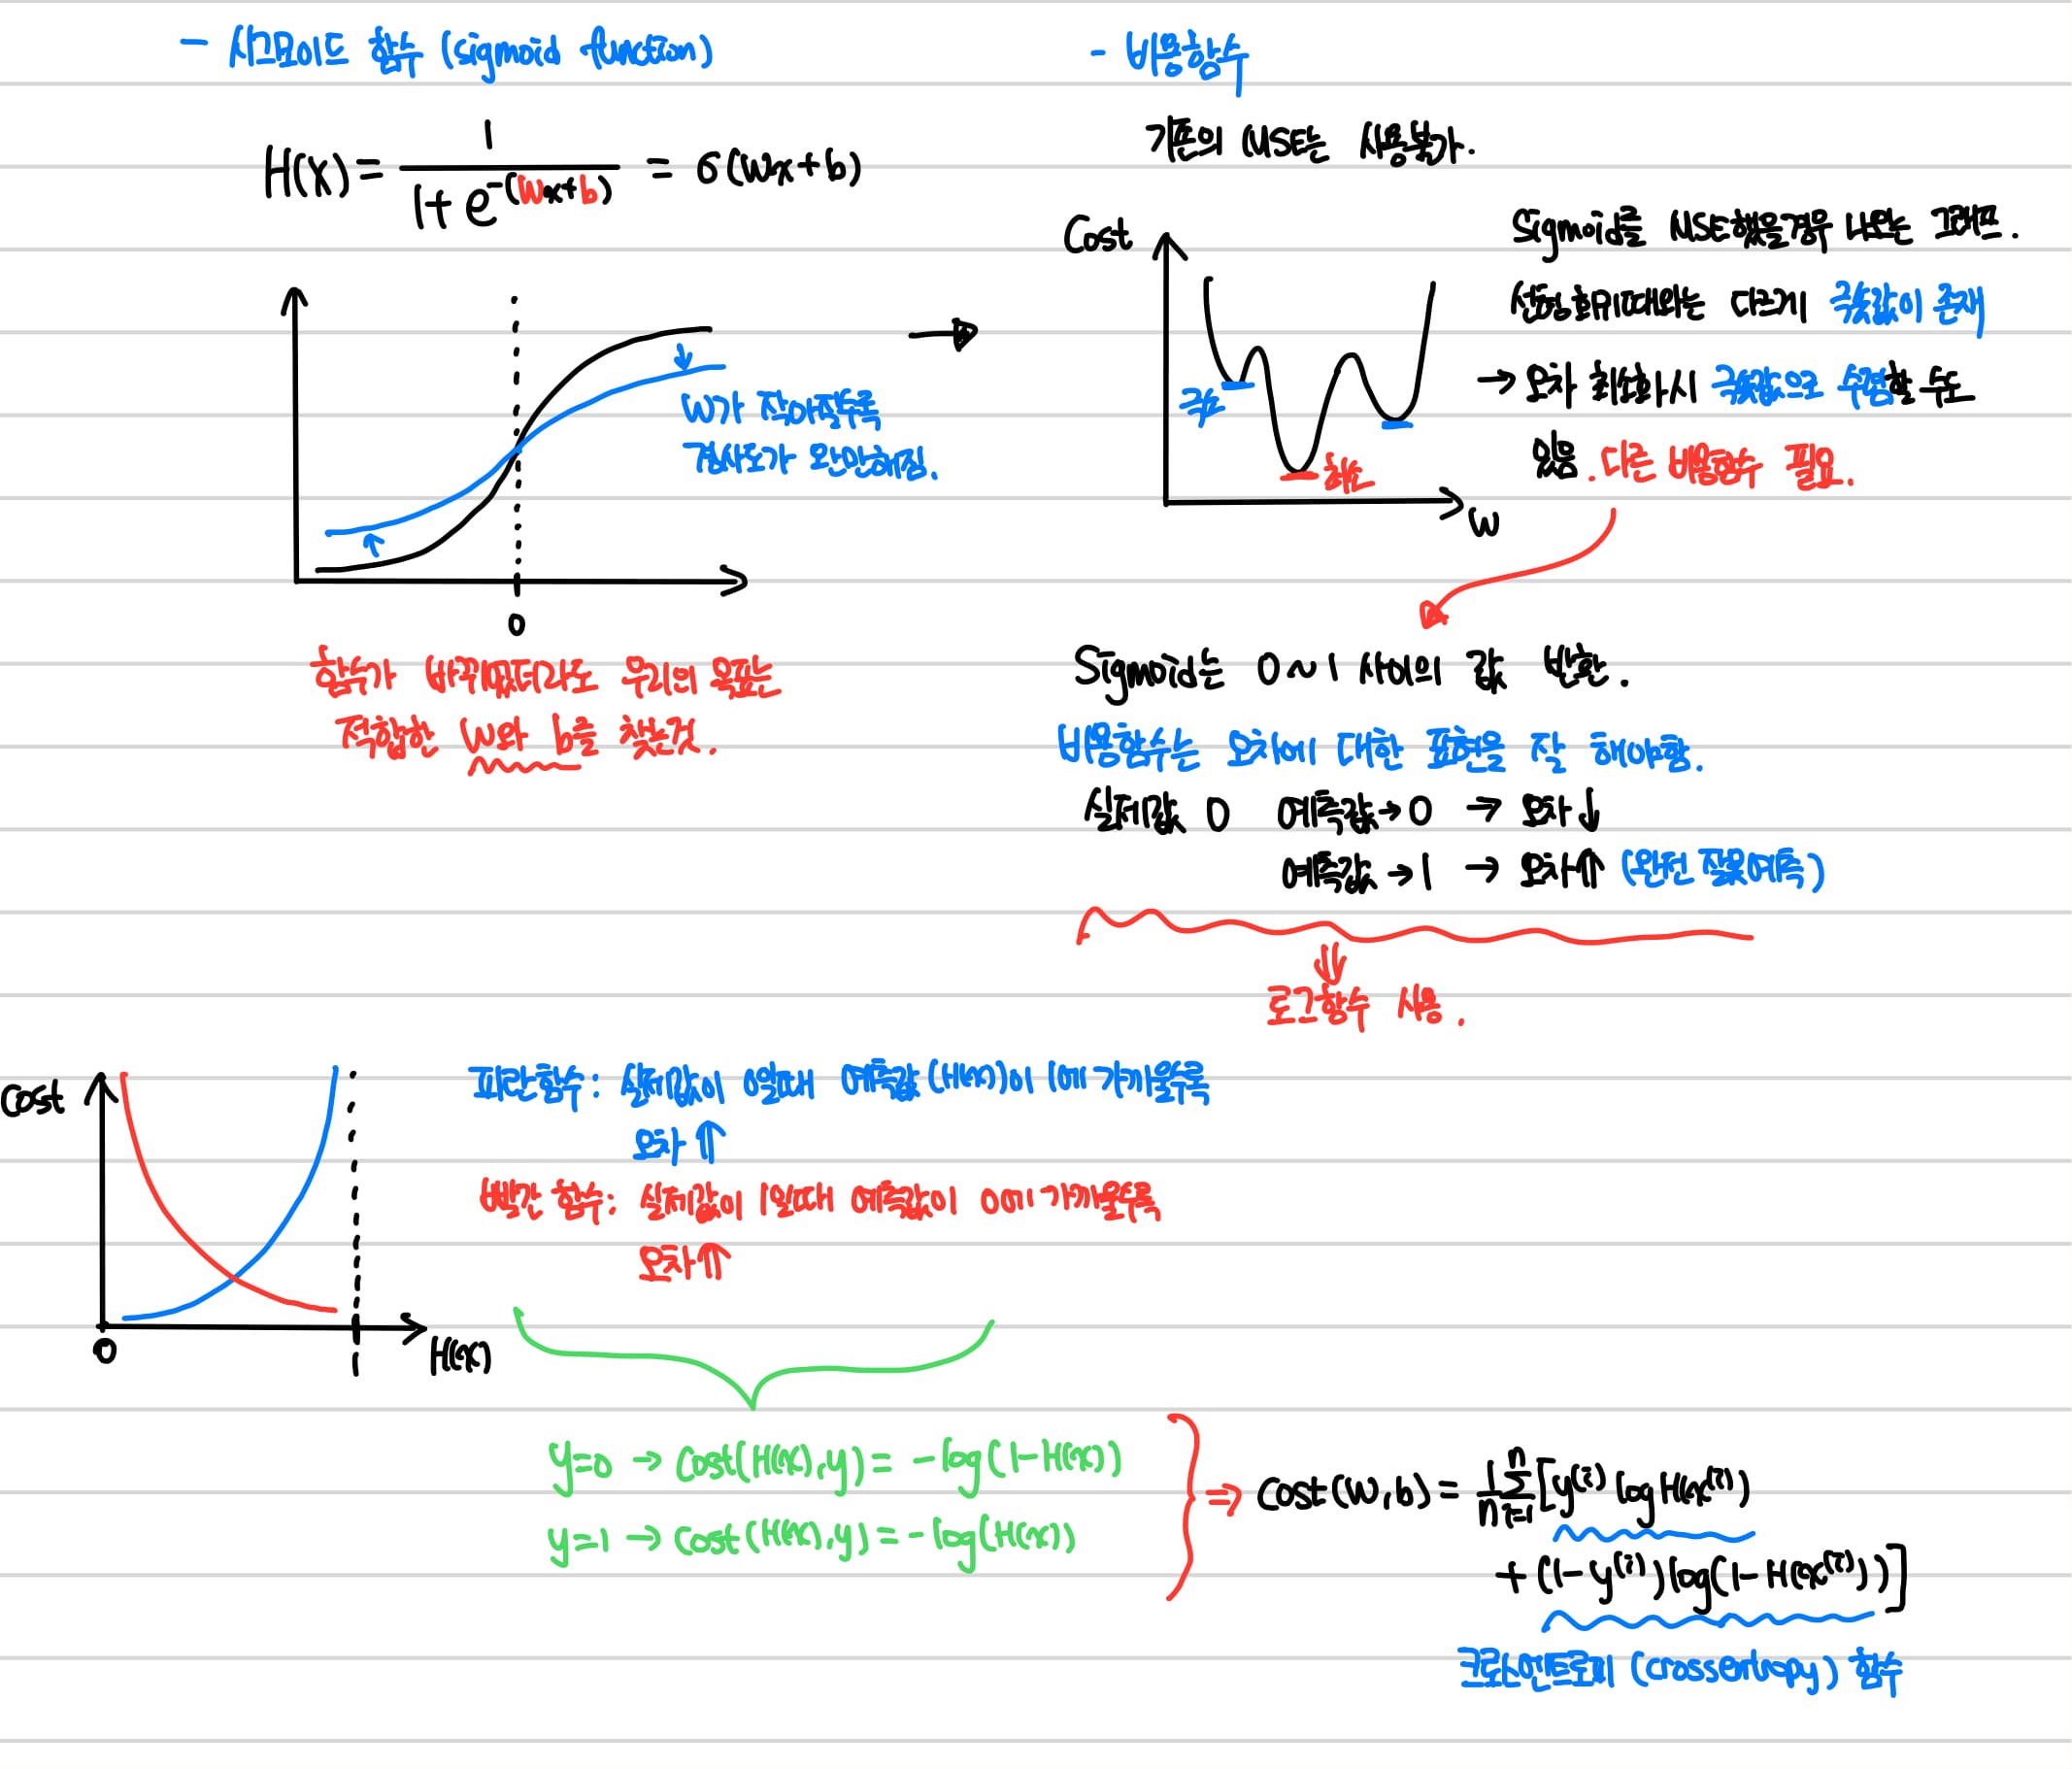 - 시그모이드 함수 (sigmoid function)
H(x) = 1 / (1 + e^-(Wx+b)) = σ(Wx+b)
W가 작아질수록
경사도가 완만해짐.
0
함수가 바뀌었더라도 우리의 목표는
적합한 W와 b를 찾는것.
- 비용함수
기존의 MSE는 사용불가.
Cost
Sigmoid를 MSE했을경우 나오는 그래프.
선형회귀때와는 다르게 극솟값이 존재
→ 오차 최소화시 극솟값으로 수렴할 수도
있음. 다른 비용함수 필요.
극소
최소
W
Sigmoid는 0~1 사이의 값 반환.
비용함수는 오차에 대한 표현을 잘 해야함.
실제값 0 예측값→0 → 오차↓
예측값→1 → 오차↑ (완전 잘못예측)
로그함수 사용.
Cost
0
1
H(x)
파란함수: 실제값이 0일때 예측값(H(x))이 1에 가까울수록
오차↑
빨간 함수: 실제값이 1일때 예측값이 0에 가까울수록
오차↑
y=0 → Cost(H(x),y) = -log(1-H(x))
y=1 → Cost(H(x),y) = -log(H(x))
⇒ Cost(W,b) = 1/n Σ_{i=1}^{n} [y^(i) log H(x^(i))
+ (1-y^(i)) log(1-H(x^(i)))]
크로스엔트로피 (crossentropy) 함수